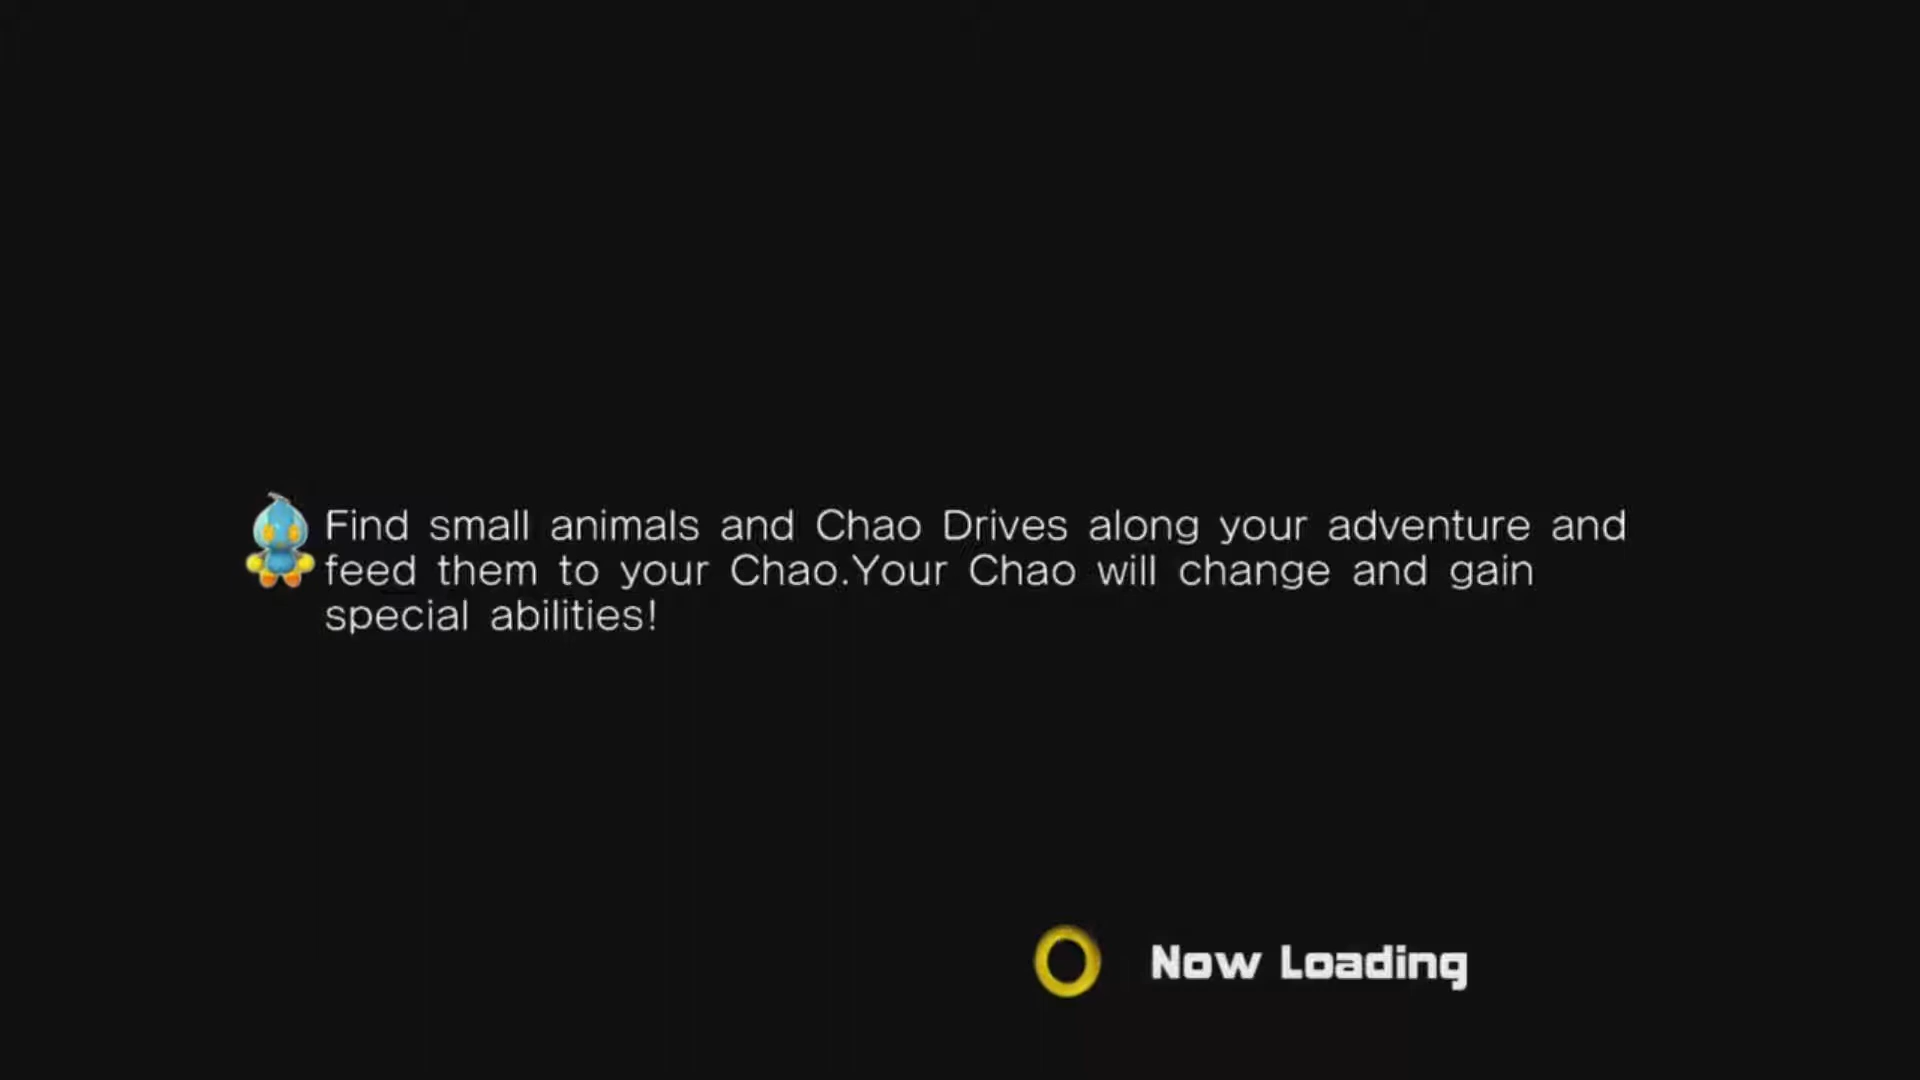 Find small animals and Chao Drives along your adventure and
feed them to your Chao.Your Chao will change and gain
special abilities!
Now Loading